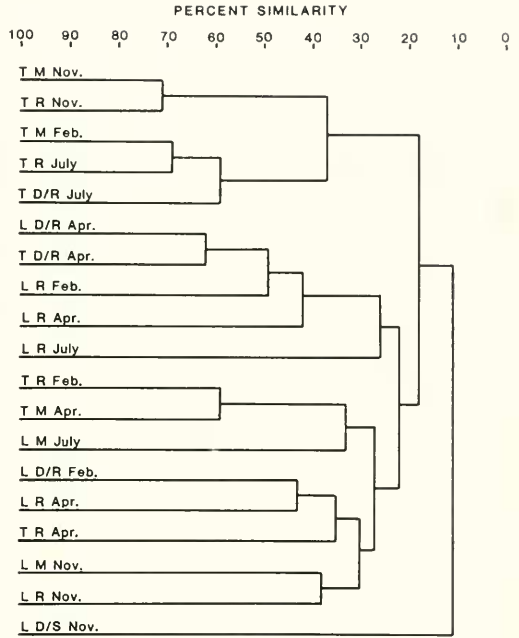 PERCENT SIMILARITY
100 90 80 70 60 50 40 30 20 10 0
T M Nov.
T R Nov.
T M Feb.
T R July
T D/R July
L D/R Apr.
T D/R Apr.
L R Feb.
L R Apr.
L R July
T R Feb.
T M Apr.
L M July
L D/R Feb.
L R Apr.
T R Apr.
L M Nov.
L R Nov.
L D/S Nov.